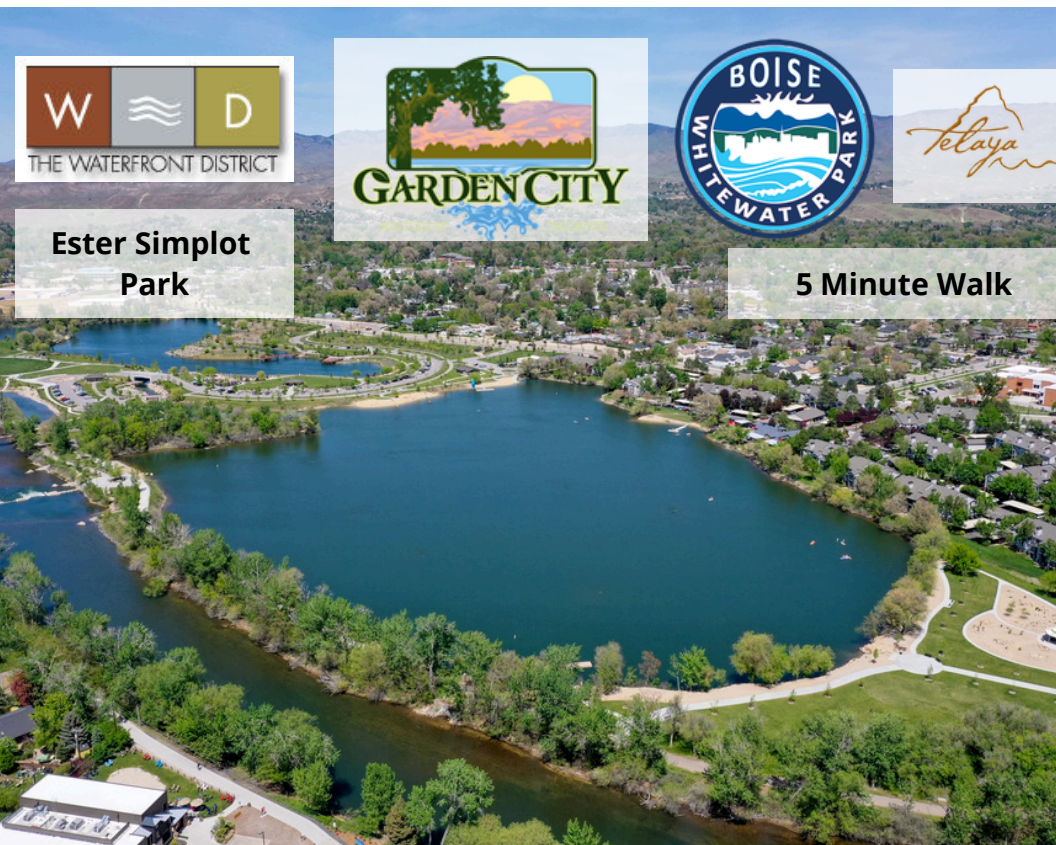 W D
THE WATERFRONT DISTRICT
GARDEN CITY
BOISE
WHITEWATER PARK
Telaya
Ester Simplot
Park
5 Minute Walk